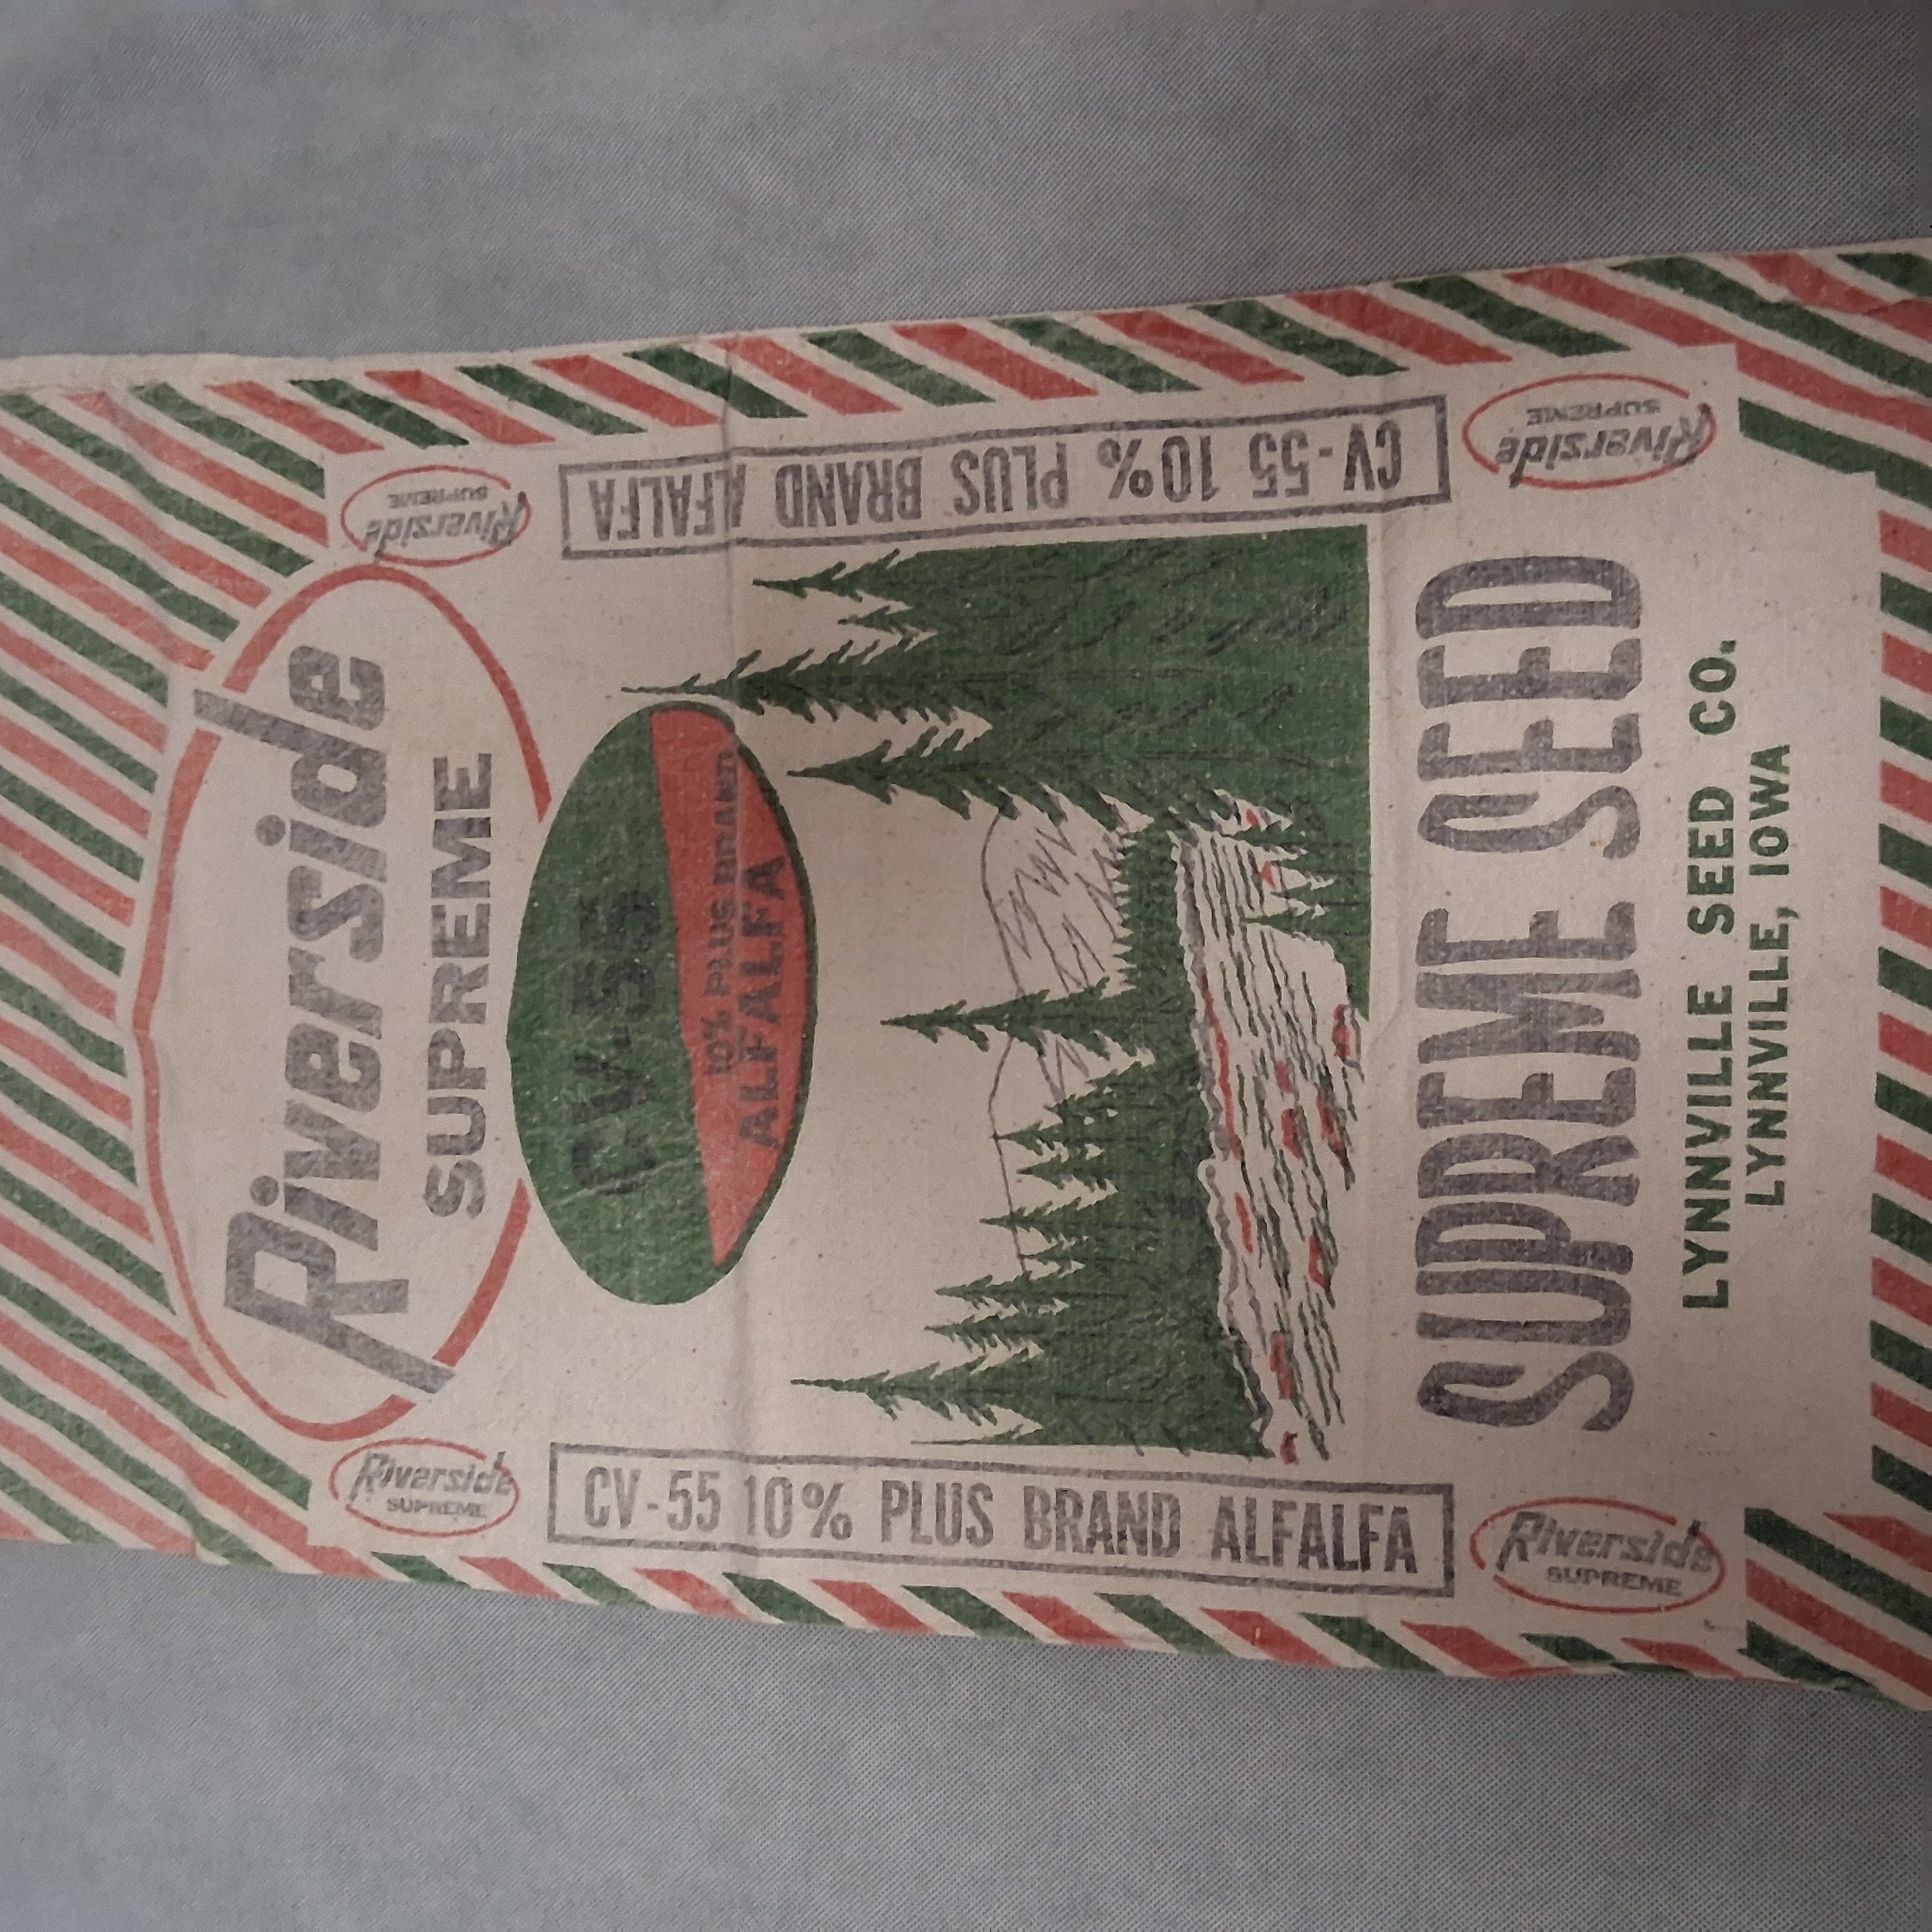 Riverside
SUPREME
Riverside
SUPREME
Riverside
SUPREME
CV-55
10% PLUS BRAND
ALFALFA
CV-55 10% PLUS BRAND ALFALFA
CV-55 10% PLUS BRAND ALFALFA
Riverside
SUPREME
Riverside
SUPREME
SUPREME SEED
LYNNVILLE SEED CO.
LYNNVILLE, IOWA